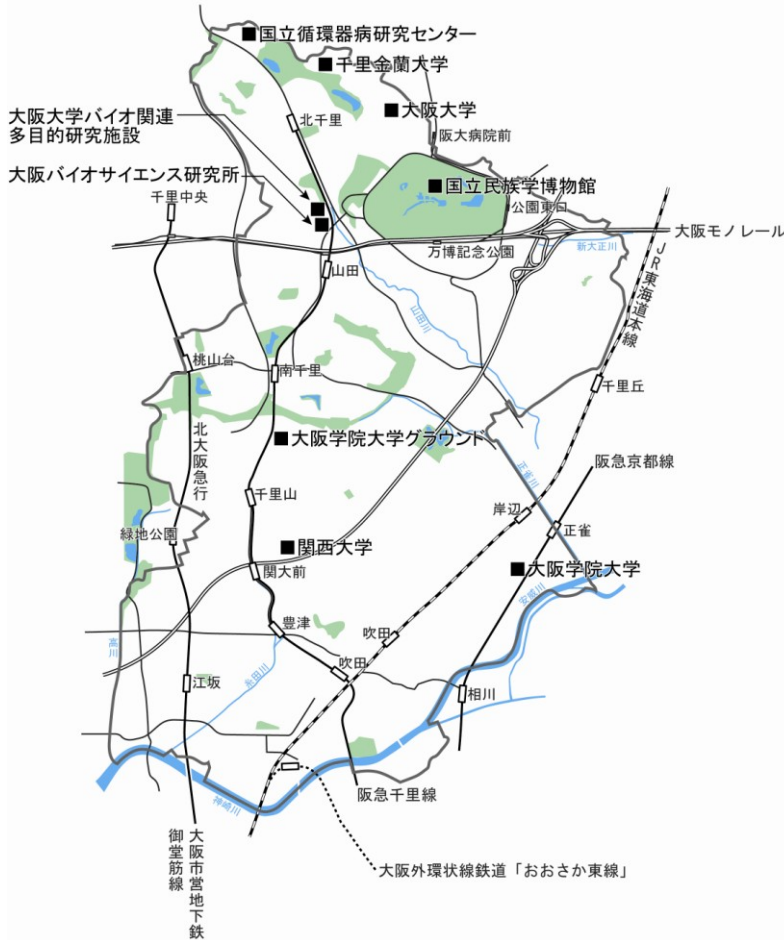 国立循環器病研究センター
千里金蘭大学
大阪大学バイオ関連
多目的研究施設
大阪大学
北千里
阪大病院前
大阪バイオサイエンス研究所
国立民族学博物館
千里中央
公園東口
大阪モノレール
万博記念公園
新大正川
山田
JR東海道本線
山田川
桃山台
南千里
千里丘
北大阪急行
大阪学院大学グラウンド
正雀川
阪急京都線
千里山
岸辺
緑地公園
正雀
関西大学
関大前
大阪学院大学
安威川
豊津
高川
吹田
糸田川
吹田
江坂
相川
神崎川
阪急千里線
大阪市営地下鉄
御堂筋線
大阪外環状線鉄道「おおさか東線」